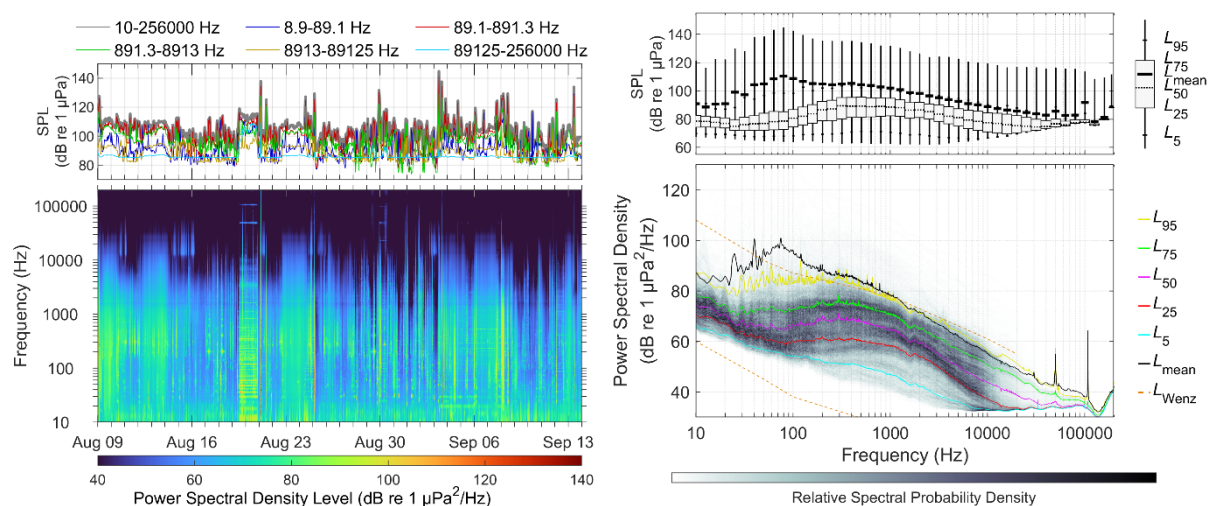 10-256000 Hz 8.9-89.1 Hz 89.1-891.3 Hz
891.3-8913 Hz 8913-89125 Hz 89125-256000 Hz
SPL
(dB re 1 µPa)
140
120
100
80
Frequency (Hz)
100000
10000
1000
100
10
Aug 09 Aug 16 Aug 23 Aug 30 Sep 06 Sep 13
40 60 80 100 120 140
Power Spectral Density Level (dB re 1 µPa²/Hz)
SPL
(dB re 1 µPa)
140
120
100
80
60
L95
L75
Lmean
L50
L25
L5
Power Spectral Density
(dB re 1 µPa²/Hz)
120
100
80
60
40
10 100 1000 10000 100000
Frequency (Hz)
L95
L75
L50
L25
L5
Lmean
LWenz
Relative Spectral Probability Density